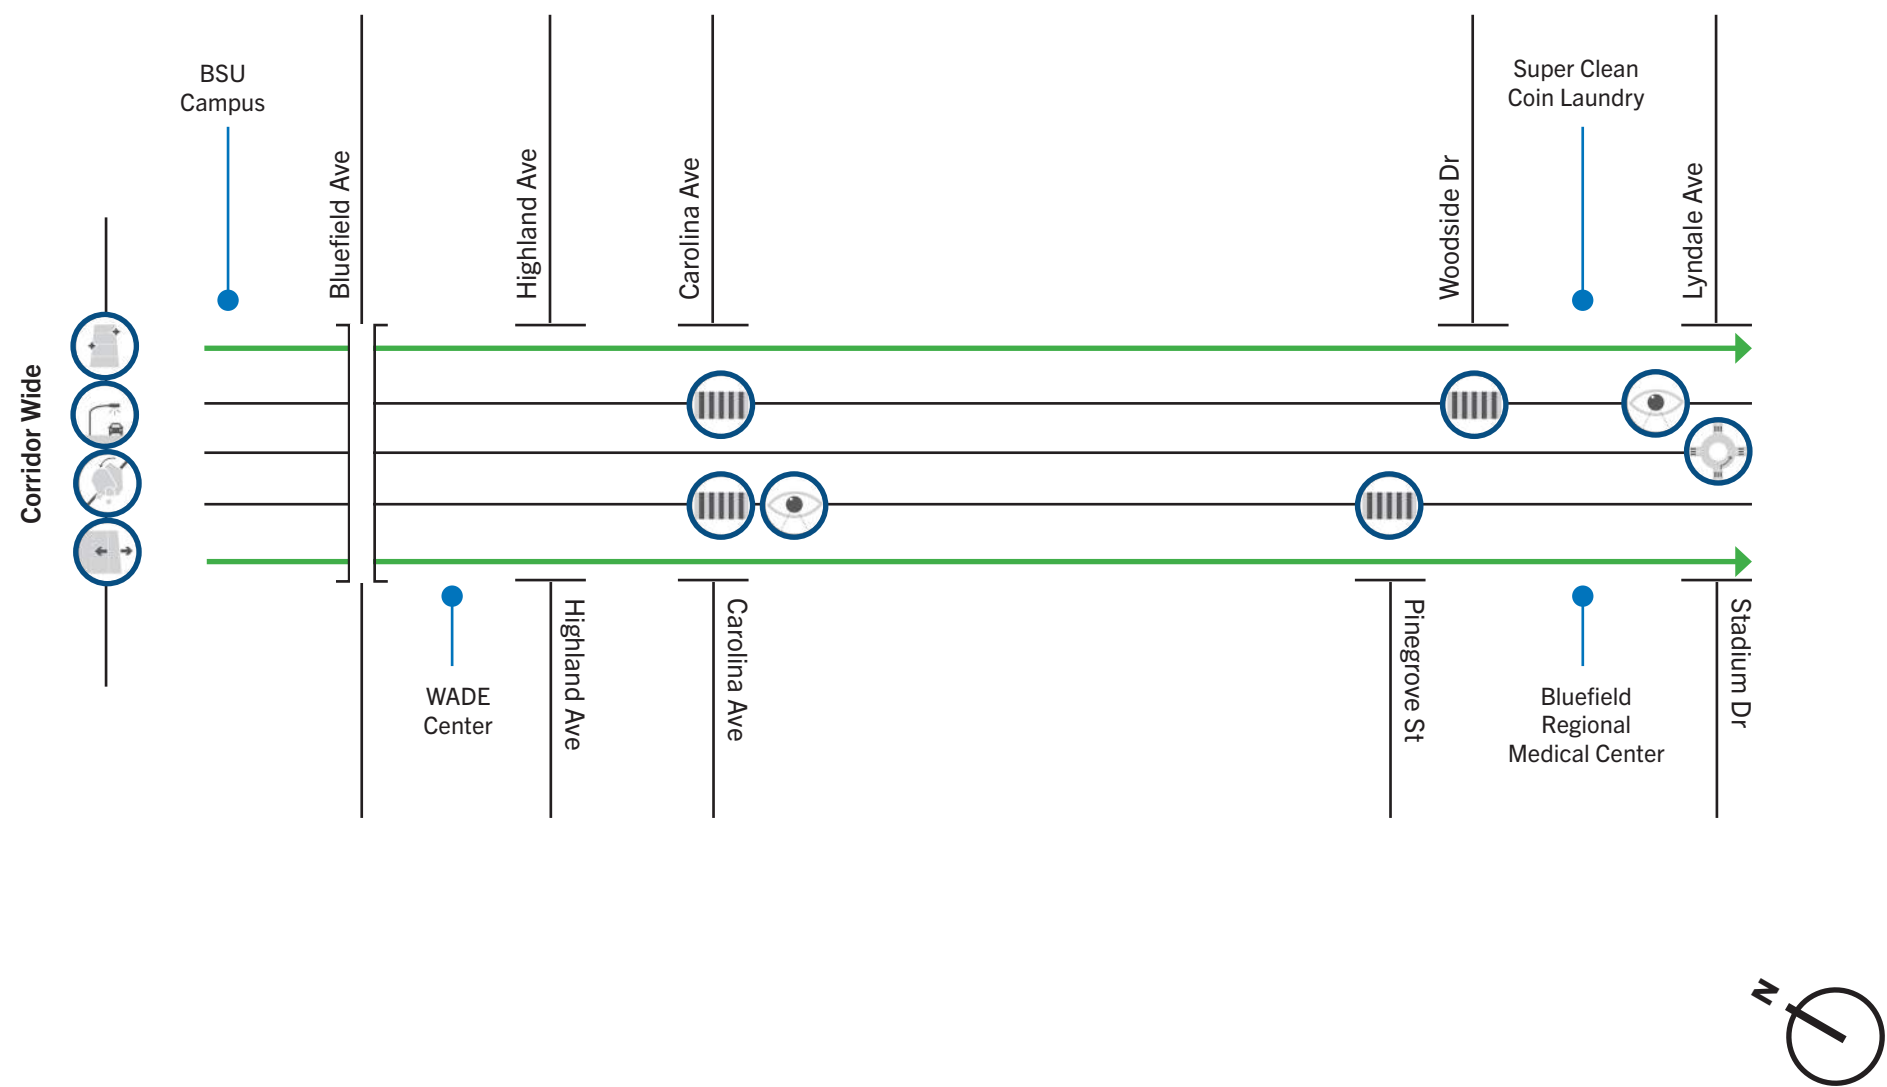 BSU
Campus
Bluefield Ave
Highland Ave
Carolina Ave
Woodside Dr
Super Clean
Coin Laundry
Lyndale Ave
Corridor Wide
WADE
Center
Highland Ave
Carolina Ave
Pinegrove St
Bluefield
Regional
Medical Center
Stadium Dr
N